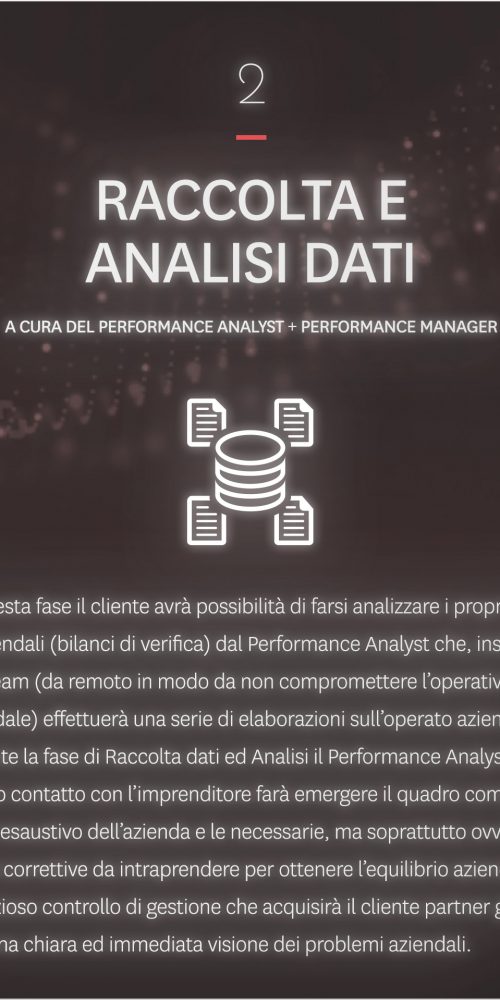 2
RACCOLTA E
ANALISI DATI
A CURA DEL PERFORMANCE ANALYST + PERFORMANCE MANAGER
esta fase il cliente avrà possibilità di farsi analizzare i propr
endali (bilanci di verifica) dal Performance Analyst che, ins
eam (da remoto in modo da non compromettere l'operativ
dale) effettuerà una serie di elaborazioni sull'operato azien
te la fase di Raccolta dati ed Analisi il Performance Analys
o contatto con l'imprenditore farà emergere il quadro com
esaustivo dell'azienda e le necessarie, ma soprattutto ovv
correttive da intraprendere per ottenere l'equilibrio azien
zioso controllo di gestione che acquisirà il cliente partner g
na chiara ed immediata visione dei problemi aziendali.